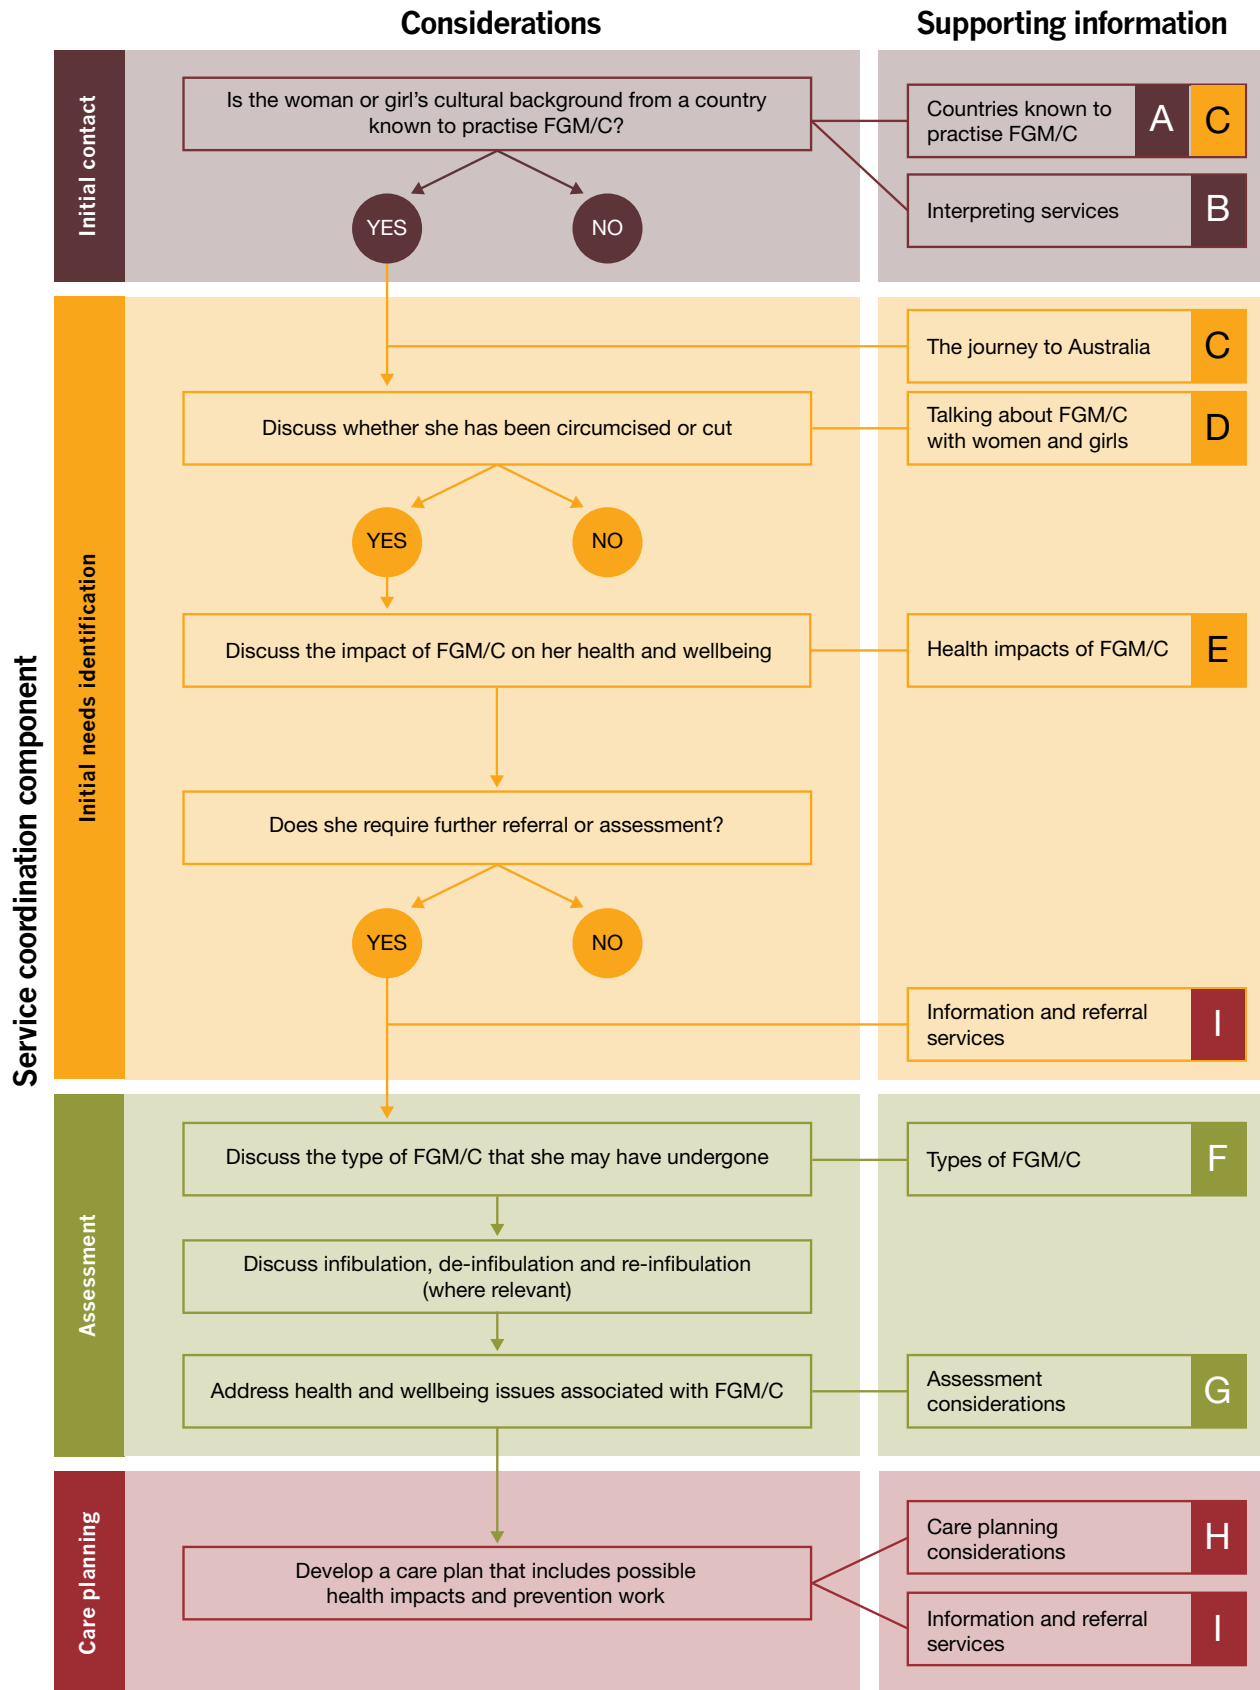 Considerations
Supporting information
Service coordination component
Initial contact
Is the woman or girl's cultural background from a country
known to practise FGM/C?
YES
NO
Countries known to
practise FGM/C
A
C
Interpreting services
B
Initial needs identification
The journey to Australia
C
Discuss whether she has been circumcised or cut
Talking about FGM/C
with women and girls
D
YES
NO
Discuss the impact of FGM/C on her health and wellbeing
Health impacts of FGM/C
E
Does she require further referral or assessment?
YES
NO
Information and referral
services
I
Assessment
Discuss the type of FGM/C that she may have undergone
Types of FGM/C
F
Discuss infibulation, de-infibulation and re-infibulation
(where relevant)
Address health and wellbeing issues associated with FGM/C
Assessment
considerations
G
Care planning
Develop a care plan that includes possible
health impacts and prevention work
Care planning
considerations
H
Information and referral
services
I